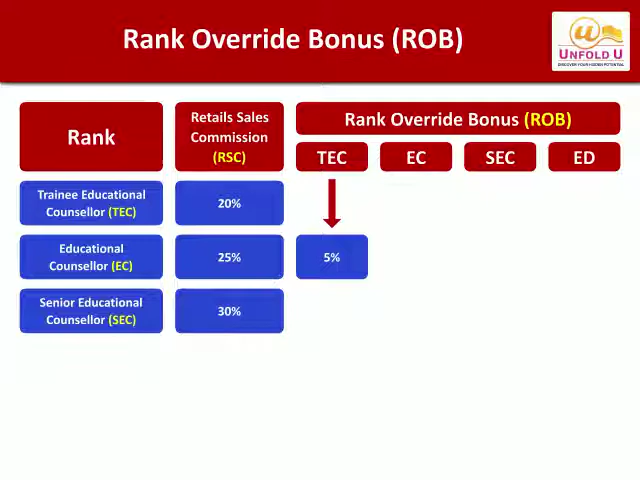 Rank Override Bonus (ROB)
UNFOLD U
DISCOVER YOUR HIDDEN POTENTIAL
Rank
Retails Sales
Commission
(RSC)
Rank Override Bonus (ROB)
TEC
EC
SEC
ED
Trainee Educational
Counsellor (TEC)
20%
Educational
Counsellor (EC)
25%
5%
Senior Educational
Counsellor (SEC)
30%